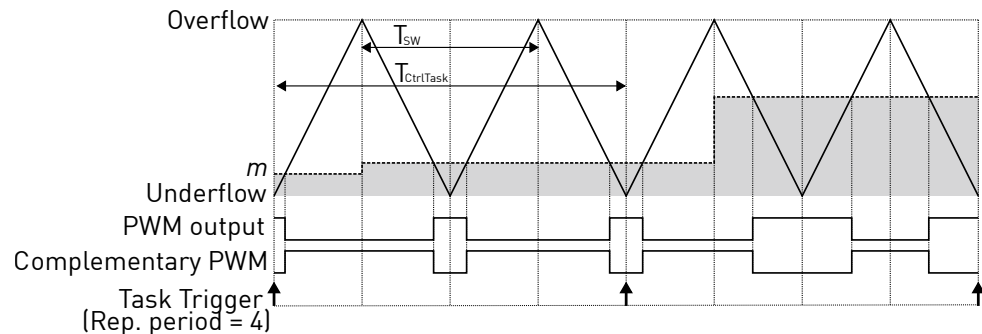 Overflow
T_SW
T_CtrlTask
m
Underflow
PWM output
Complementary PWM
Task Trigger
(Rep. period = 4)